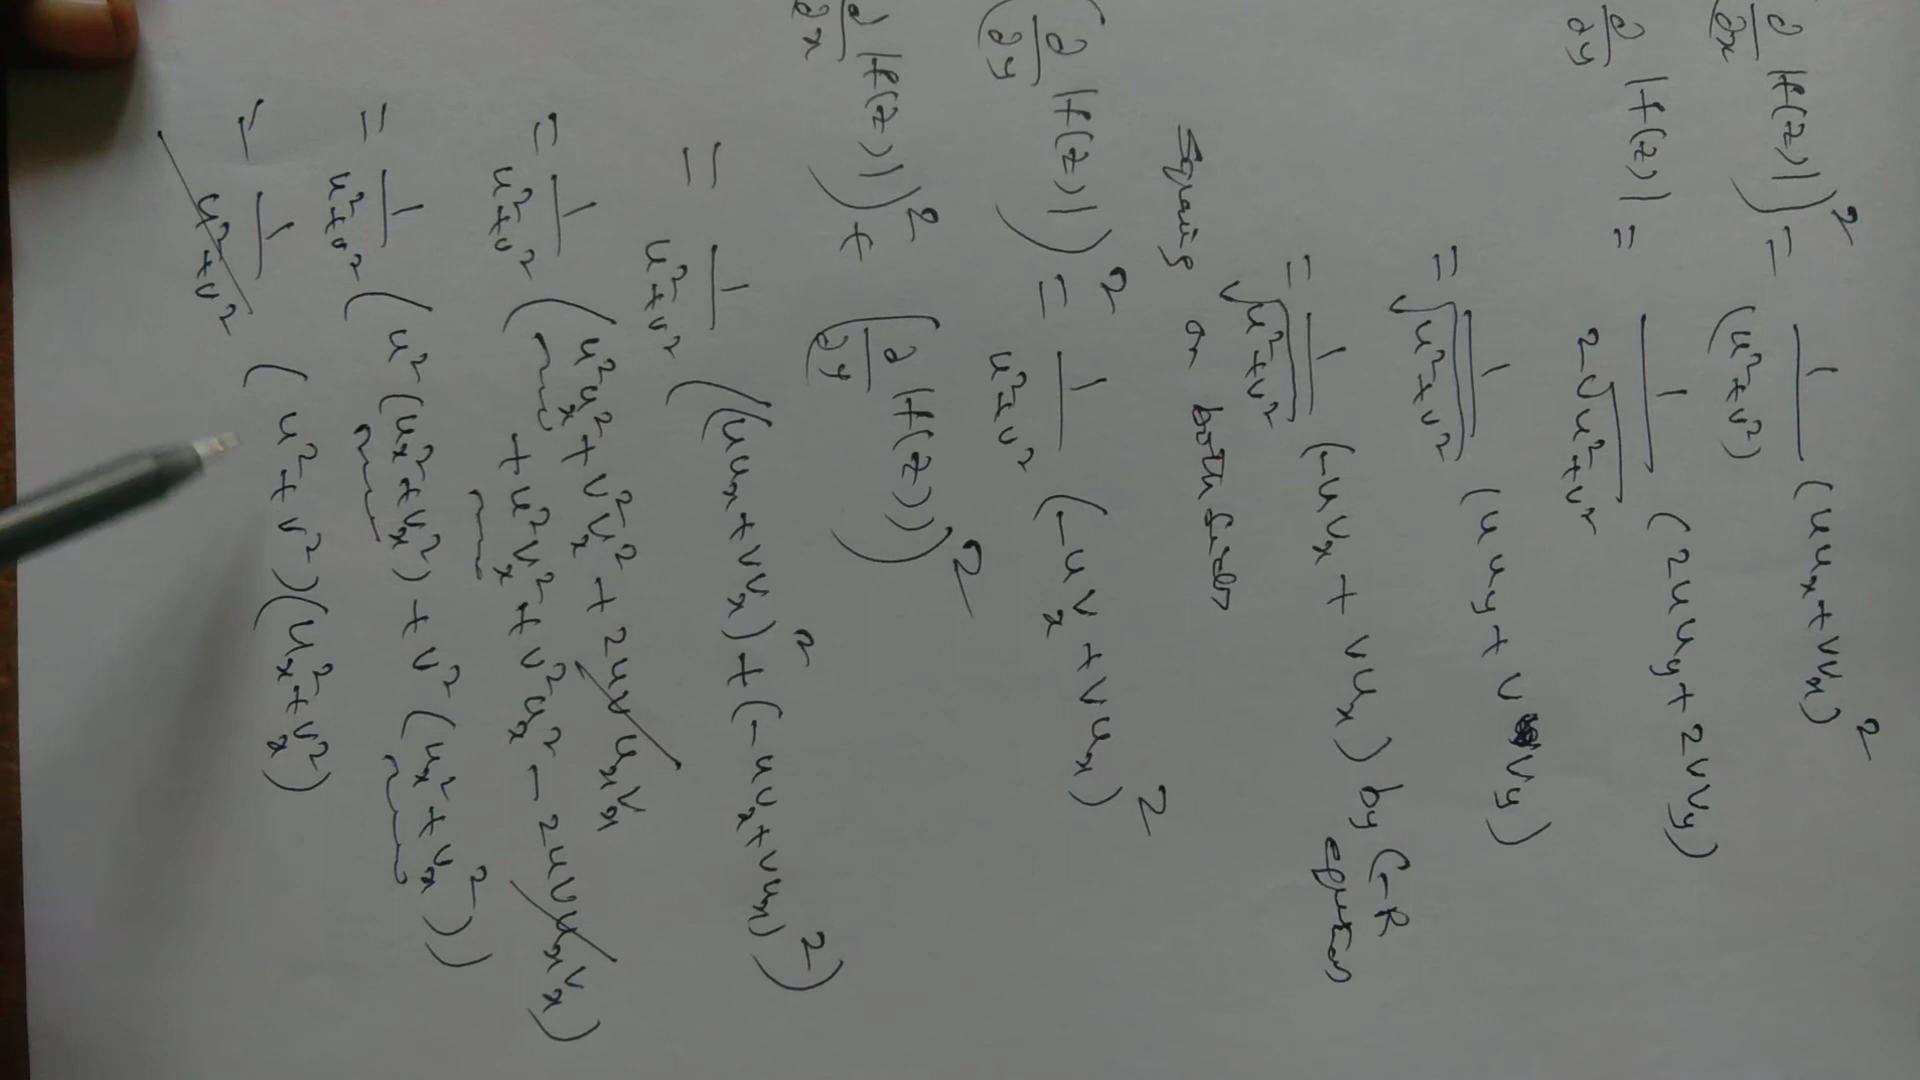 (∂/∂x |f(z)|)² = 1/(u²+v²) (uuₓ+vvₓ)²
∂/∂y |f(z)| = 1/(2√(u²+v²)) (2uu_y+2vv_y)
= 1/√(u²+v²) (uu_y+vv_y)
= 1/√(u²+v²) (-uvₓ+vuₓ) by C-R equation
Squaring on both sides
(∂/∂y |f(z)|)² = 1/(u²+v²) (-uvₓ+vuₓ)²
∂/∂x |f(z)|)² + (∂/∂y |f(z)|)²
= 1/(u²+v²) ((uuₓ+vvₓ)²+(-uvₓ+vuₓ)²)
= 1/(u²+v²) (u²uₓ²+v²vₓ²+2uvuₓvₓ
+u²vₓ²+v²uₓ²-2uvuₓvₓ)
= 1/(u²+v²) (u²(uₓ²+vₓ²)+v²(uₓ²+vₓ²))
= 1/(u²+v²) (u²+v²)(uₓ²+vₓ²)